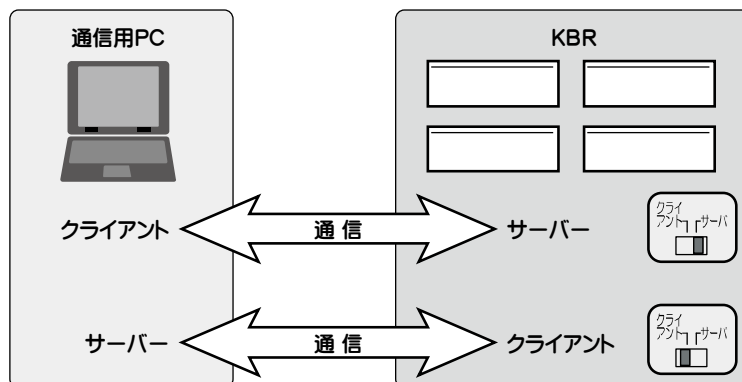 通信用PC
KBR
クライアント
通 信
サーバー
クライ
アント
サーバ
サーバー
通 信
クライアント
クライ
アント
サーバ